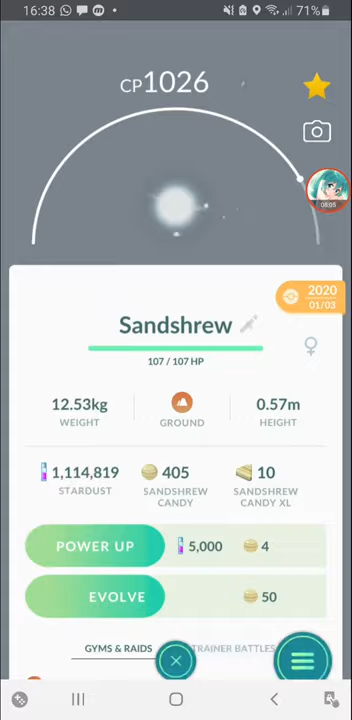 16:38
71%
CP1026
08:05
2020
01/03
Sandshrew
107 / 107 HP
12.53kg
WEIGHT
GROUND
0.57m
HEIGHT
1,114,819
STARDUST
405
SANDSHREW
CANDY
10
SANDSHREW
CANDY XL
POWER UP
5,000
4
EVOLVE
50
GYMS & RAIDS
TRAINER BATTLES